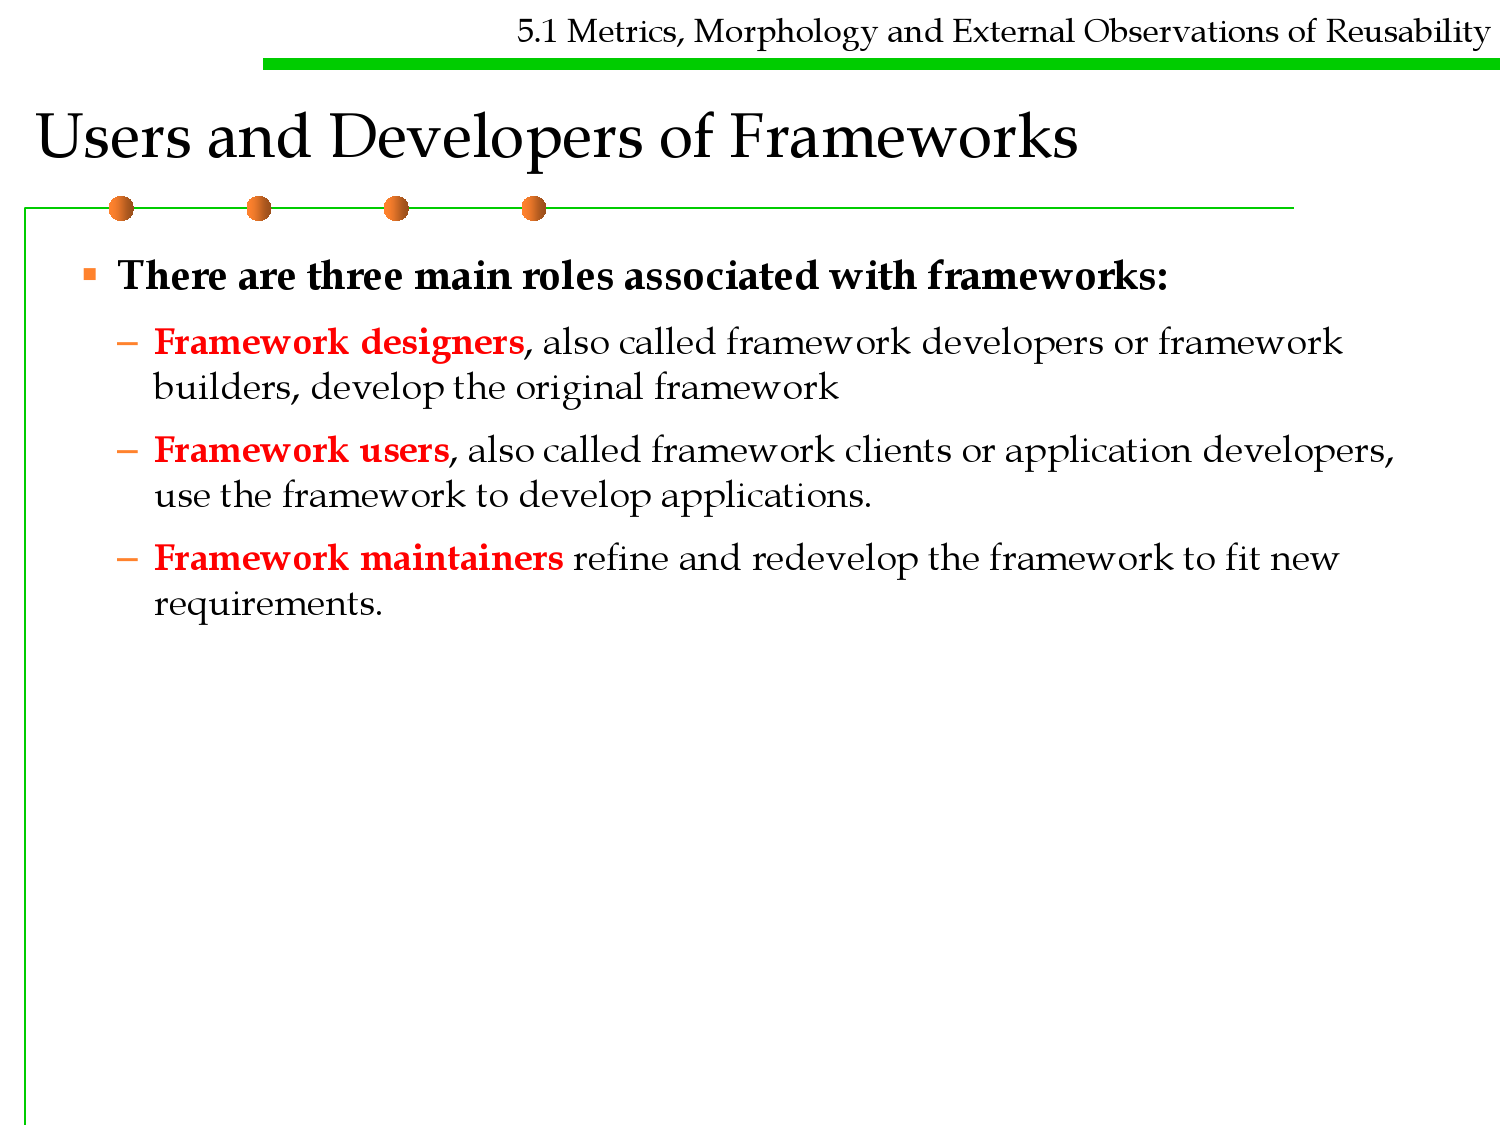 5.1 Metrics, Morphology and External Observations of Reusability
Users and Developers of Frameworks
▪ There are three main roles associated with frameworks:
– Framework designers, also called framework developers or framework
builders, develop the original framework
– Framework users, also called framework clients or application developers,
use the framework to develop applications.
– Framework maintainers refine and redevelop the framework to fit new
requirements.